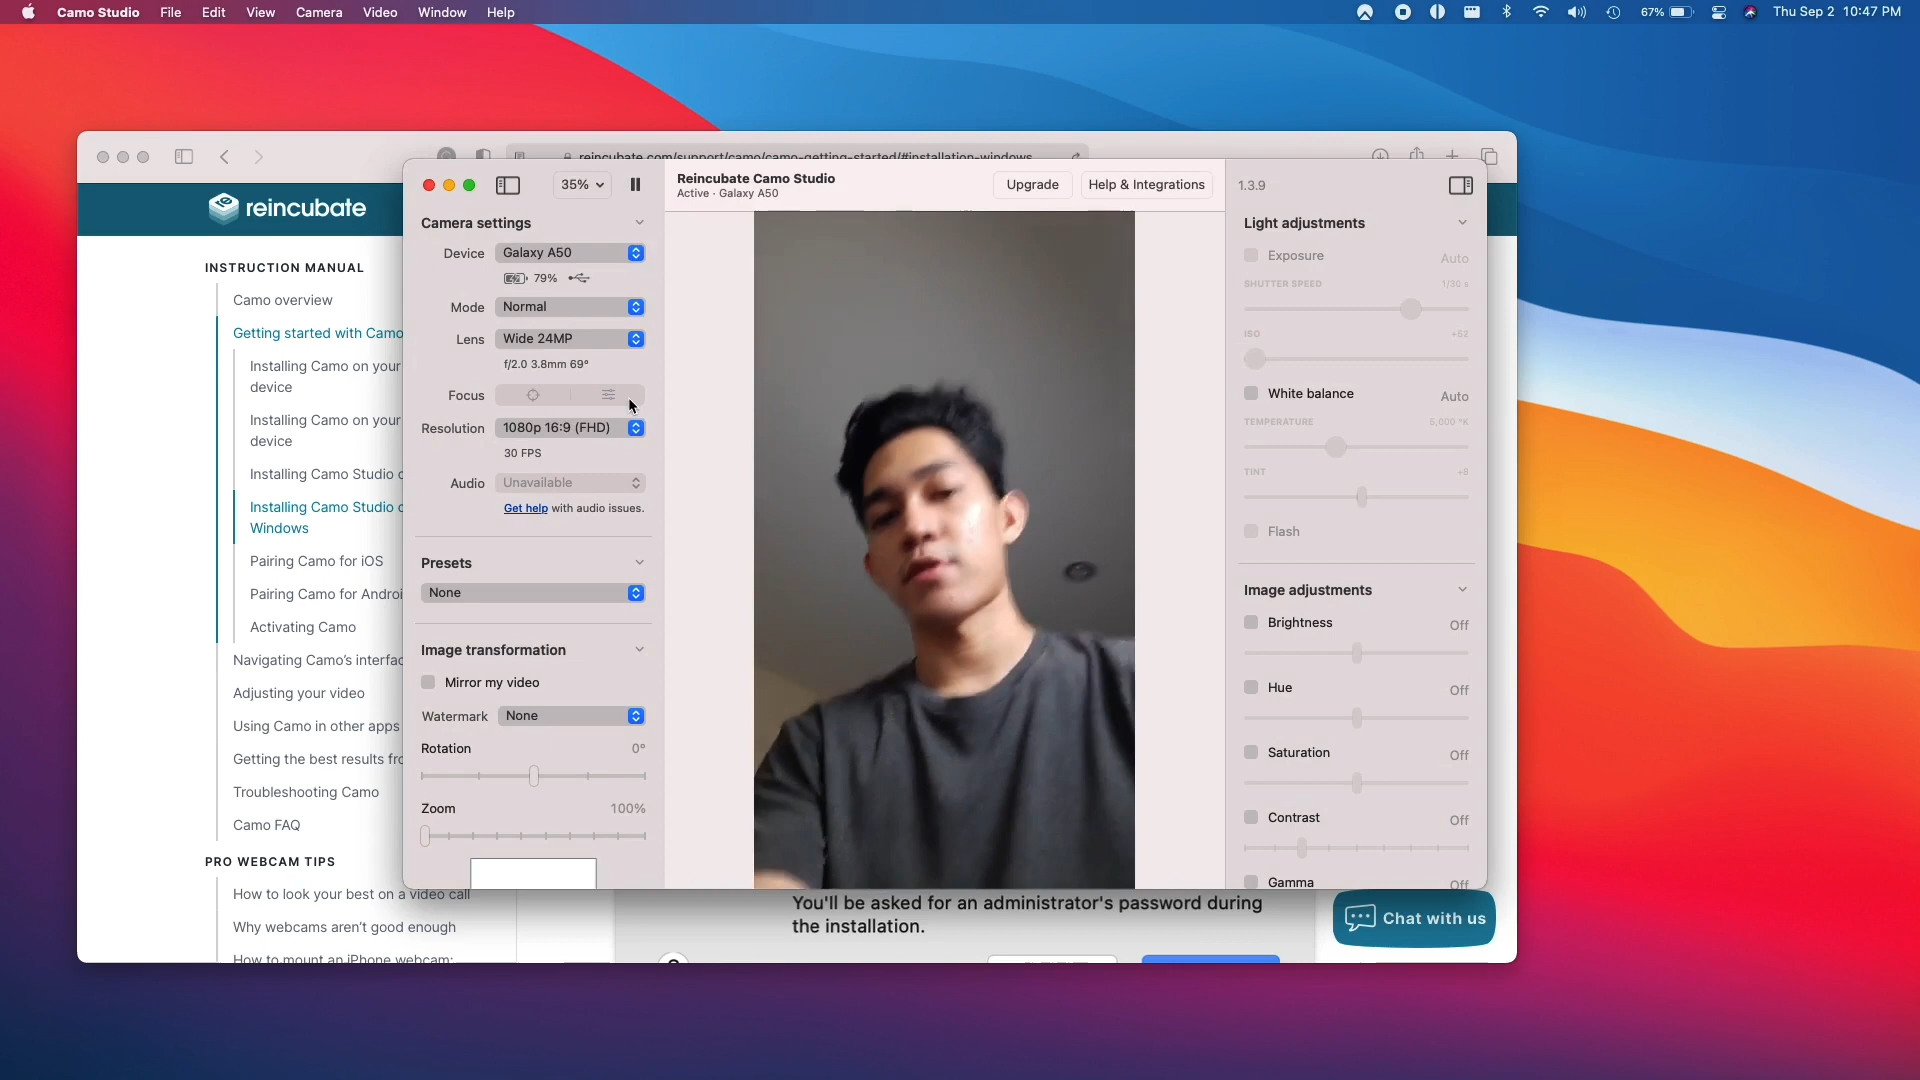 Camo Studio File Edit View Camera Video Window Help
67% Thu Sep 2 10:47 PM
reincubate.com/support/camo/camo-getting-started/#installation-windows
reincubate
INSTRUCTION MANUAL
Camo overview
Getting started with Camo
Installing Camo on your
device
Installing Camo on your
device
Installing Camo Studio
Installing Camo Studio
Windows
Pairing Camo for iOS
Pairing Camo for Androi
Activating Camo
Navigating Camo's interfac
Adjusting your video
Using Camo in other apps
Getting the best results fr
Troubleshooting Camo
Camo FAQ
PRO WEBCAM TIPS
How to look your best on a video call
Why webcams aren't good enough
How to mount an iPhone webcam:
35%
Camera settings
Device Galaxy A50
79%
Mode Normal
Lens Wide 24MP
f/2.0 3.8mm 69°
Focus
Resolution 1080p 16:9 (FHD)
30 FPS
Audio Unavailable
Get help with audio issues.
Presets
None
Image transformation
Mirror my video
Watermark None
Rotation 0°
Zoom 100%
Reincubate Camo Studio
Active · Galaxy A50
Upgrade
Help & Integrations
1.3.9
Light adjustments
Exposure Auto
SHUTTER SPEED 1/30 s
ISO +52
White balance Auto
TEMPERATURE 5,000 °K
TINT +8
Flash
Image adjustments
Brightness Off
Hue Off
Saturation Off
Contrast Off
Gamma Off
You'll be asked for an administrator's password during
the installation.
Chat with us